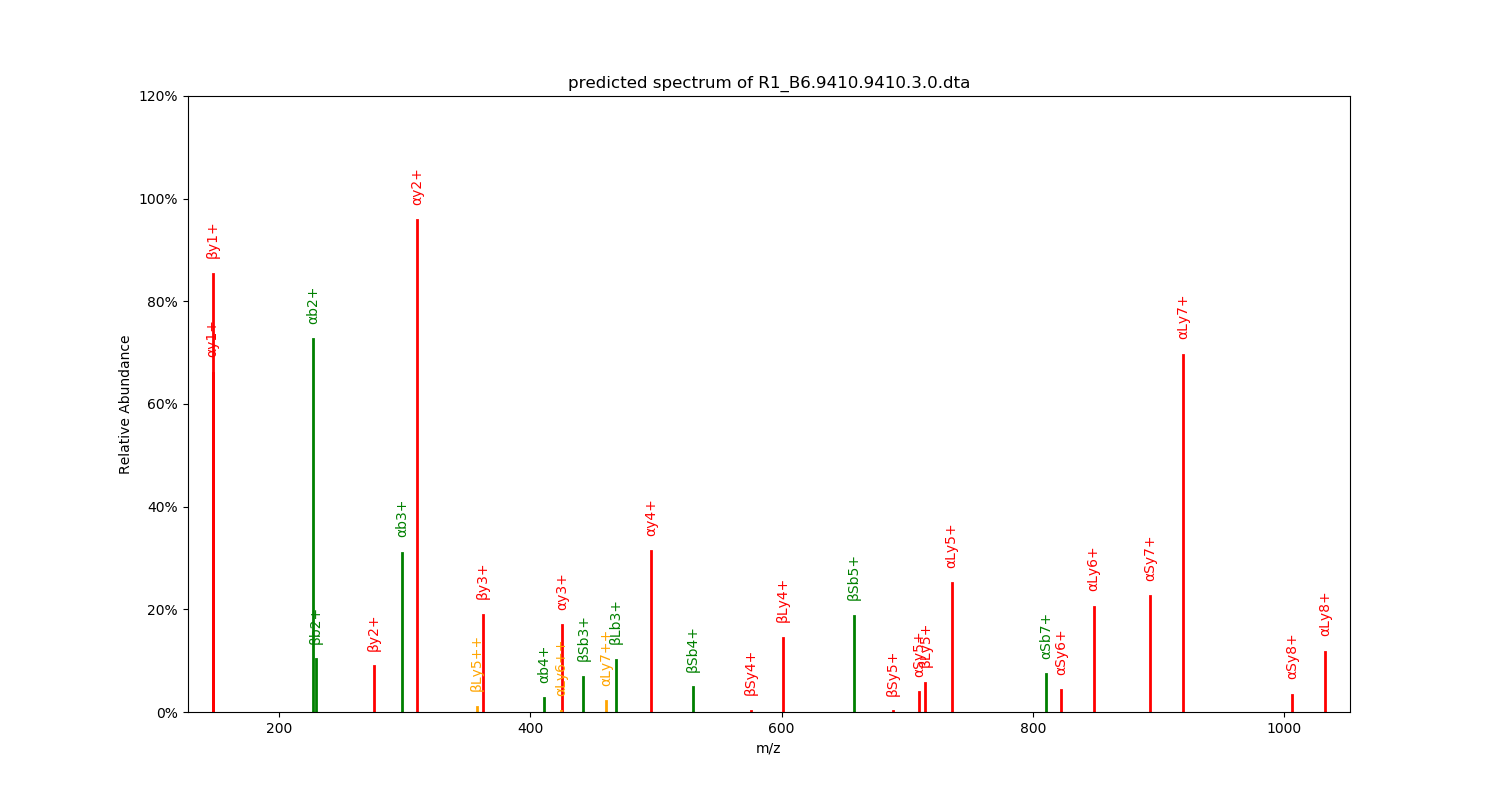 predicted spectrum of R1_B6.9410.9410.3.0.dta
120%
100%
80%
60%
40%
20%
0%
Relative Abundance
200
400
600
800
1000
m/z
βy1+
αy1+
αb2+
βb2+
βy2+
αb3+
αy2+
βLy5++
βy3+
αb4+
αLy6++
αy3+
βSb3+
αLy7++
βLb3+
αy4+
βSb4+
βSy4+
βLy4+
βSb5+
βSy5+
αSy5+
βLy5+
αLy5+
αSb7+
αSy6+
αLy6+
αSy7+
αLy7+
αSy8+
αLy8+